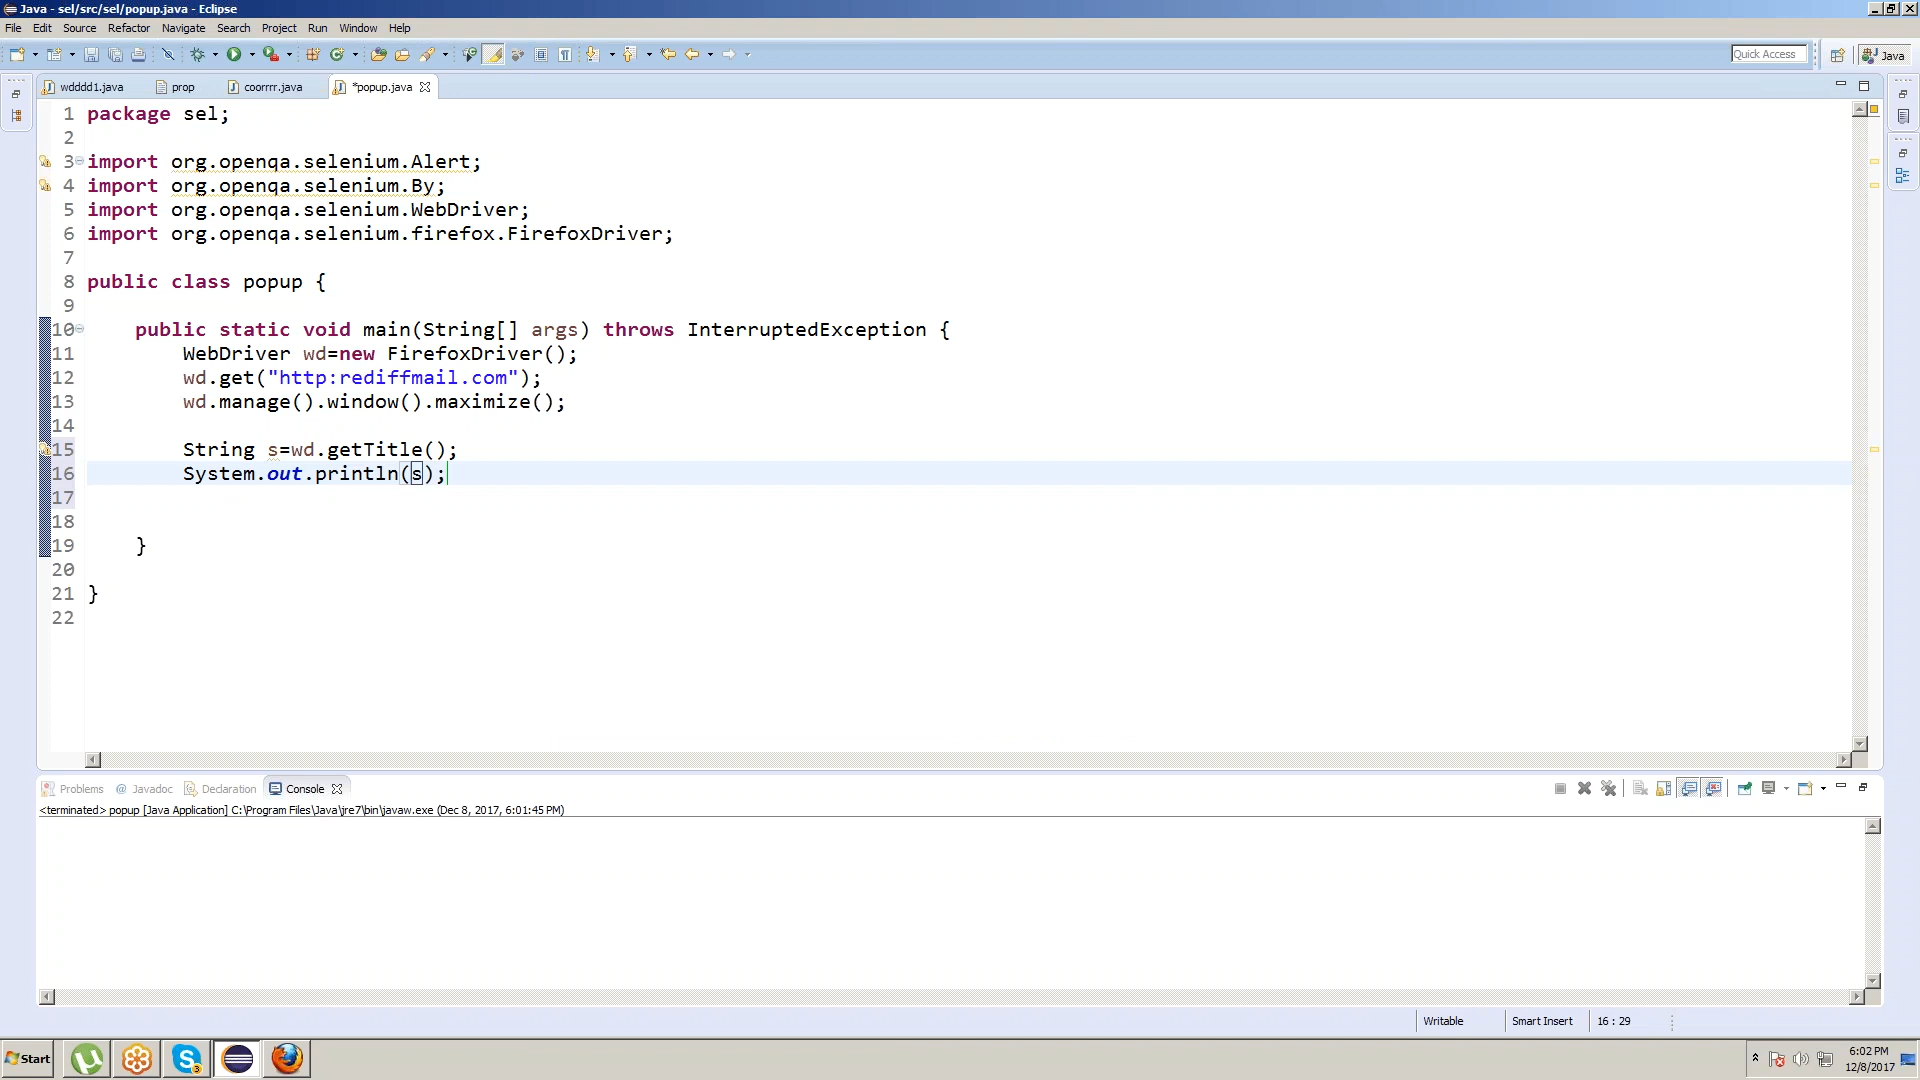 Java - sel/src/sel/popup.java - Eclipse
File Edit Source Refactor Navigate Search Project Run Window Help
Quick Access
Java
wdddd1.java prop coorrrr.java *popup.java
1 package sel;
2
3 import org.openqa.selenium.Alert;
4 import org.openqa.selenium.By;
5 import org.openqa.selenium.WebDriver;
6 import org.openqa.selenium.firefox.FirefoxDriver;
7
8 public class popup {
9
10 public static void main(String[] args) throws InterruptedException {
11 WebDriver wd=new FirefoxDriver();
12 wd.get("http:rediffmail.com");
13 wd.manage().window().maximize();
14
15 String s=wd.getTitle();
16 System.out.println(s);
17
18
19 }
20
21 }
22
Problems @ Javadoc Declaration Console
<terminated> popup [Java Application] C:\Program Files\Java\jre7\bin\javaw.exe (Dec 8, 2017, 6:01:45 PM)
Writable Smart Insert 16 : 29
Start
6:02 PM
12/8/2017